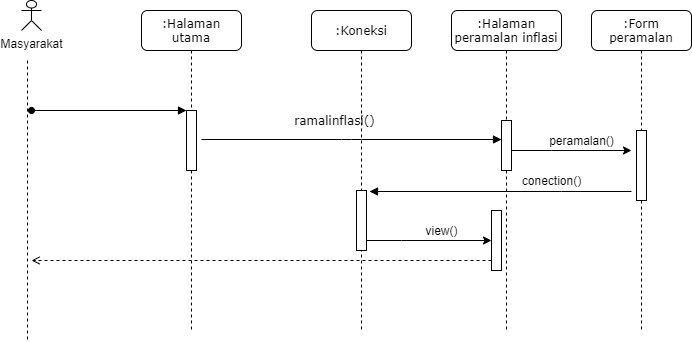 Masyarakat
:Halaman
utama
:Koneksi
:Halaman
peramalan inflasi
:Form
peramalan
ramalinflasi()
peramalan()
conection()
view()